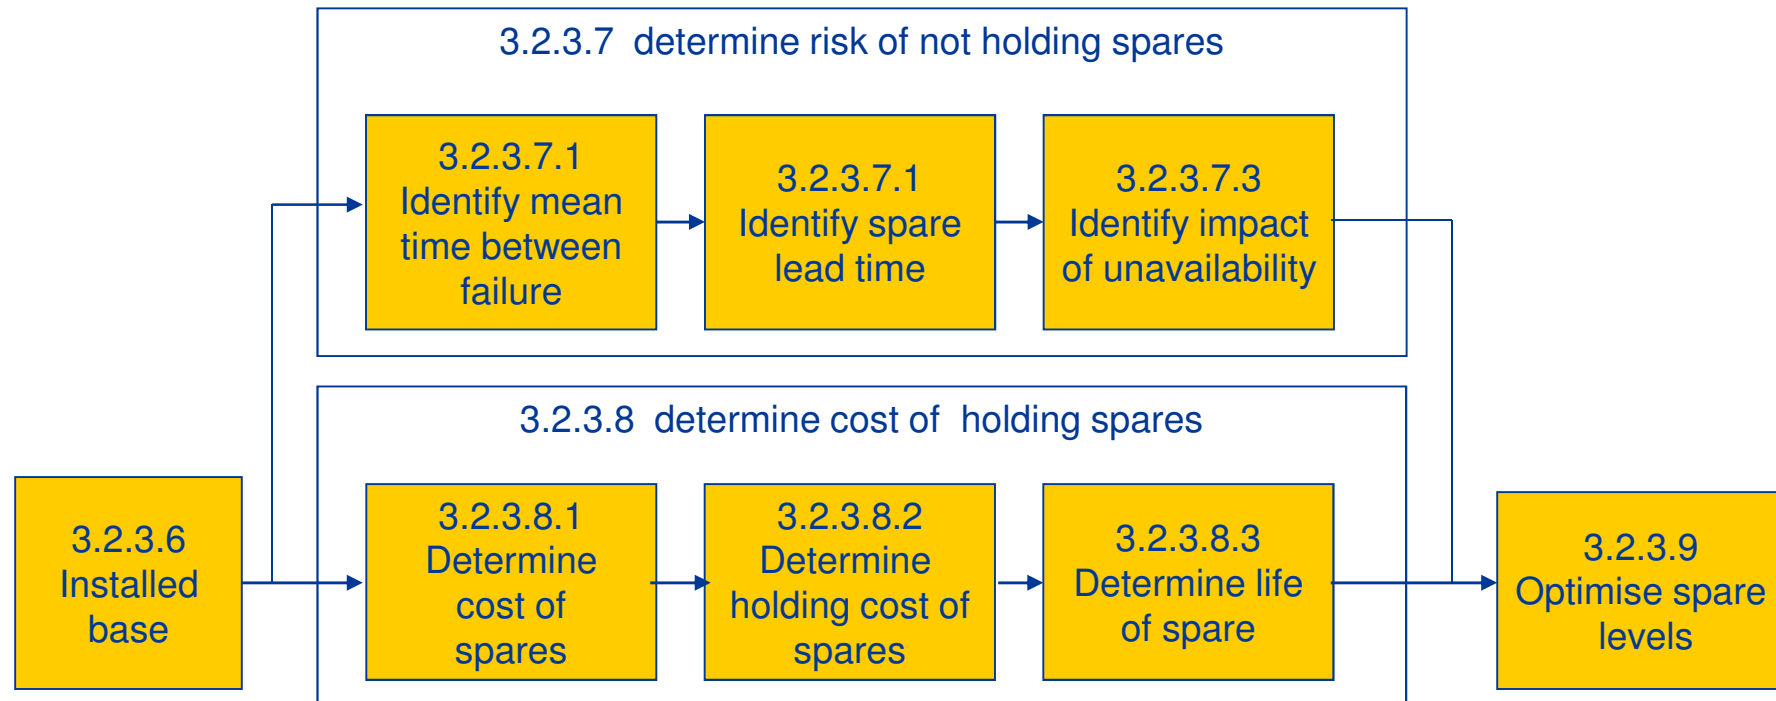 3.2.3.7 determine risk of not holding spares
3.2.3.7.1
Identify mean
time between
failure
3.2.3.7.1
Identify spare
lead time
3.2.3.7.3
Identify impact
of unavailability
3.2.3.8 determine cost of holding spares
3.2.3.6
Installed
base
3.2.3.8.1
Determine
cost of
spares
3.2.3.8.2
Determine
holding cost of
spares
3.2.3.8.3
Determine life
of spare
3.2.3.9
Optimise spare
levels